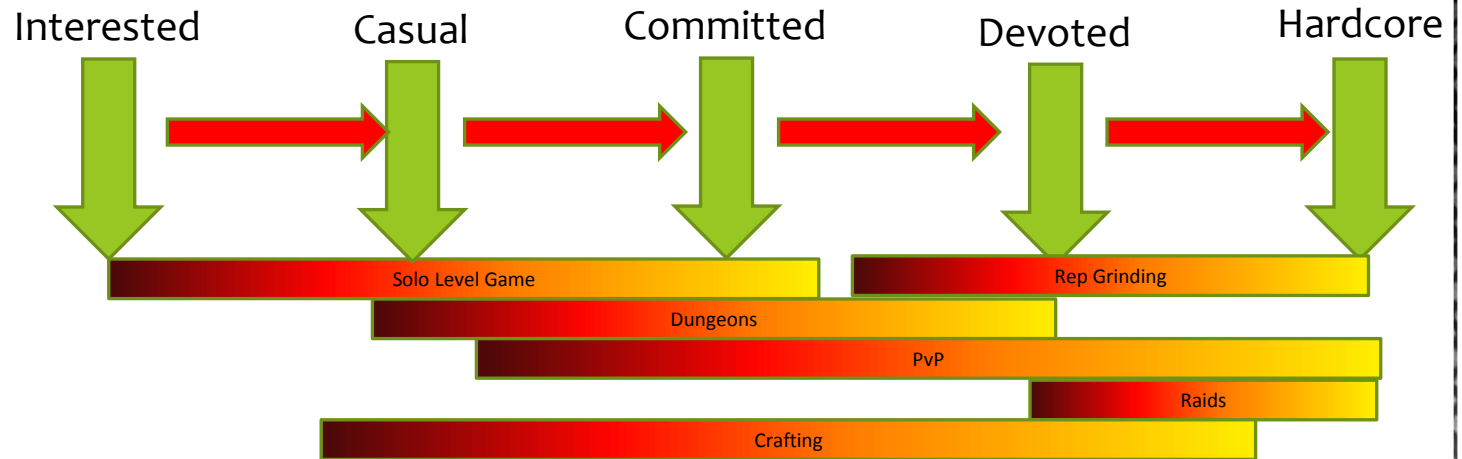 Interested
Casual
Committed
Devoted
Hardcore
Solo Level Game
Rep Grinding
Dungeons
PvP
Raids
Crafting